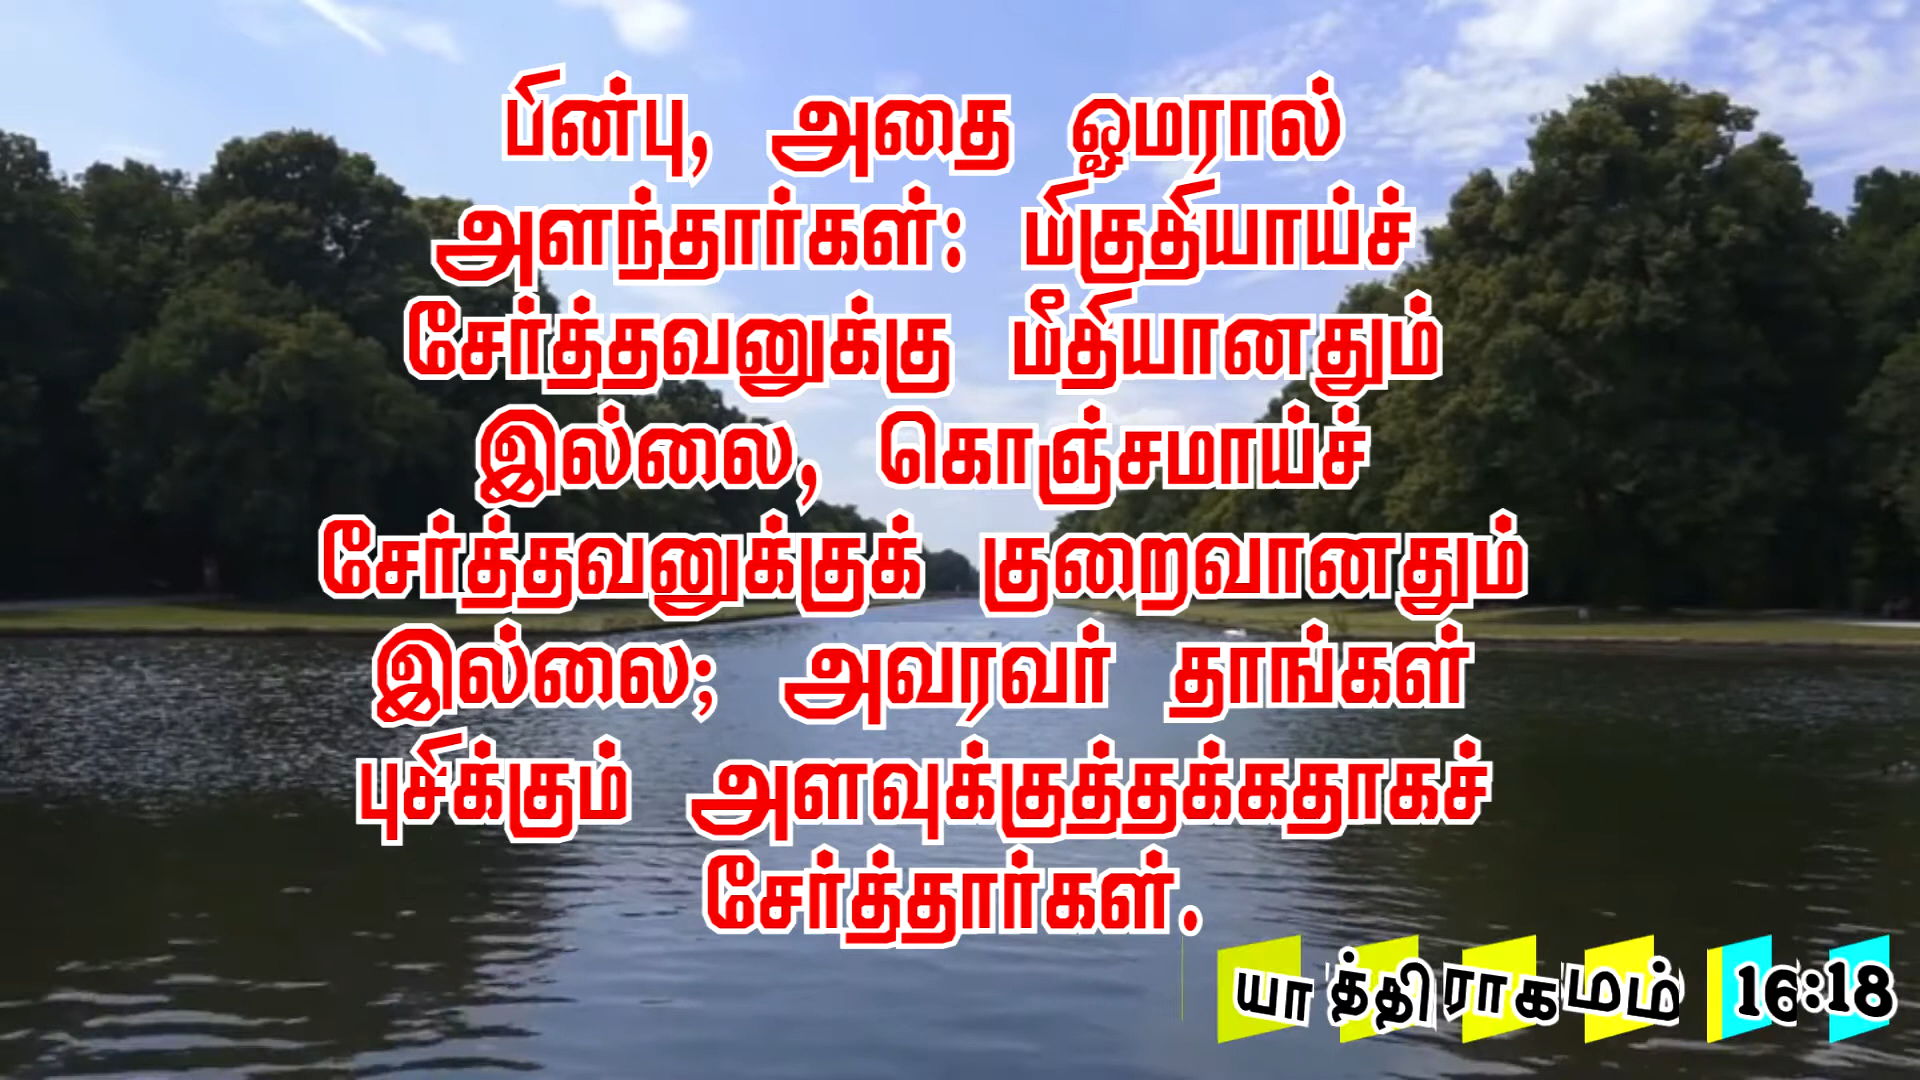 பின்பு, அதை ஓமரால்
அளந்தார்கள்: மிகுதியாய்ச்
சேர்த்தவனுக்கு மீதியானதும்
இல்லை, கொஞ்சமாய்ச்
சேர்த்தவனுக்குக் குறைவானதும்
இல்லை; அவரவர் தாங்கள்
புசிக்கும் அளவுக்குத்தக்கதாகச்
சேர்த்தார்கள்.
யாத்திராகமம் 16:18